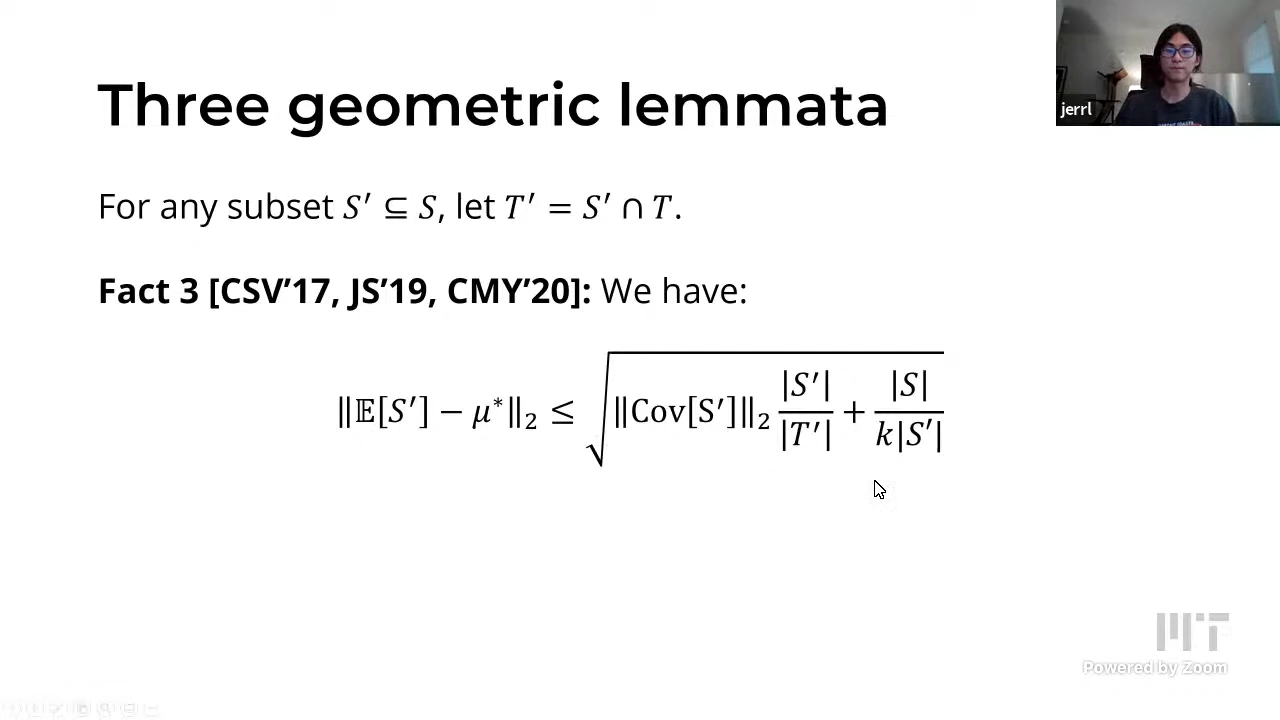 Three geometric lemmata
jerrl
For any subset 𝑆′ ⊆ 𝑆, let 𝑇′ = 𝑆′ ∩ 𝑇.
Fact 3 [CSV’17, JS’19, CMY’20]: We have:
‖𝔼[𝑆′] − 𝜇*‖₂ ≤ √(‖Cov[S′]‖₂ |𝑆′|/|𝑇′| + |𝑆|/(𝑘|𝑆′|))
MIT
Powered by Zoom